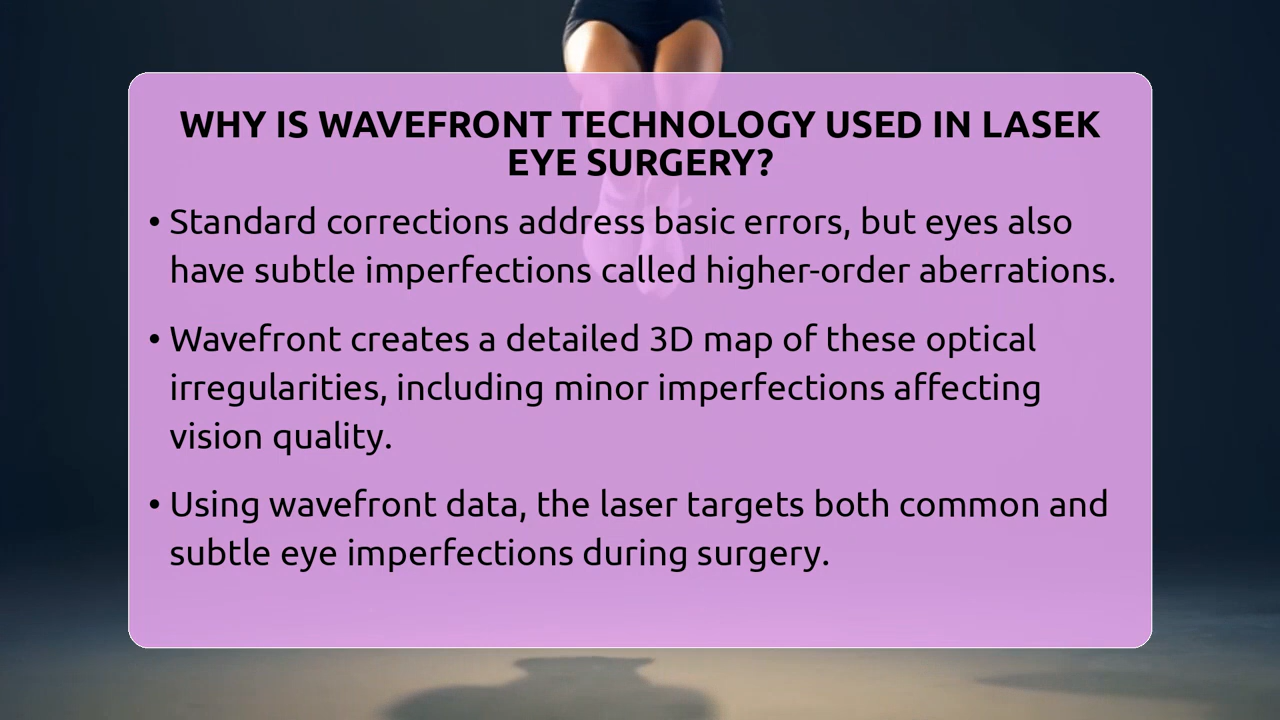 WHY IS WAVEFRONT TECHNOLOGY USED IN LASEK
EYE SURGERY?
• Standard corrections address basic errors, but eyes also
have subtle imperfections called higher-order aberrations.
• Wavefront creates a detailed 3D map of these optical
irregularities, including minor imperfections affecting
vision quality.
• Using wavefront data, the laser targets both common and
subtle eye imperfections during surgery.